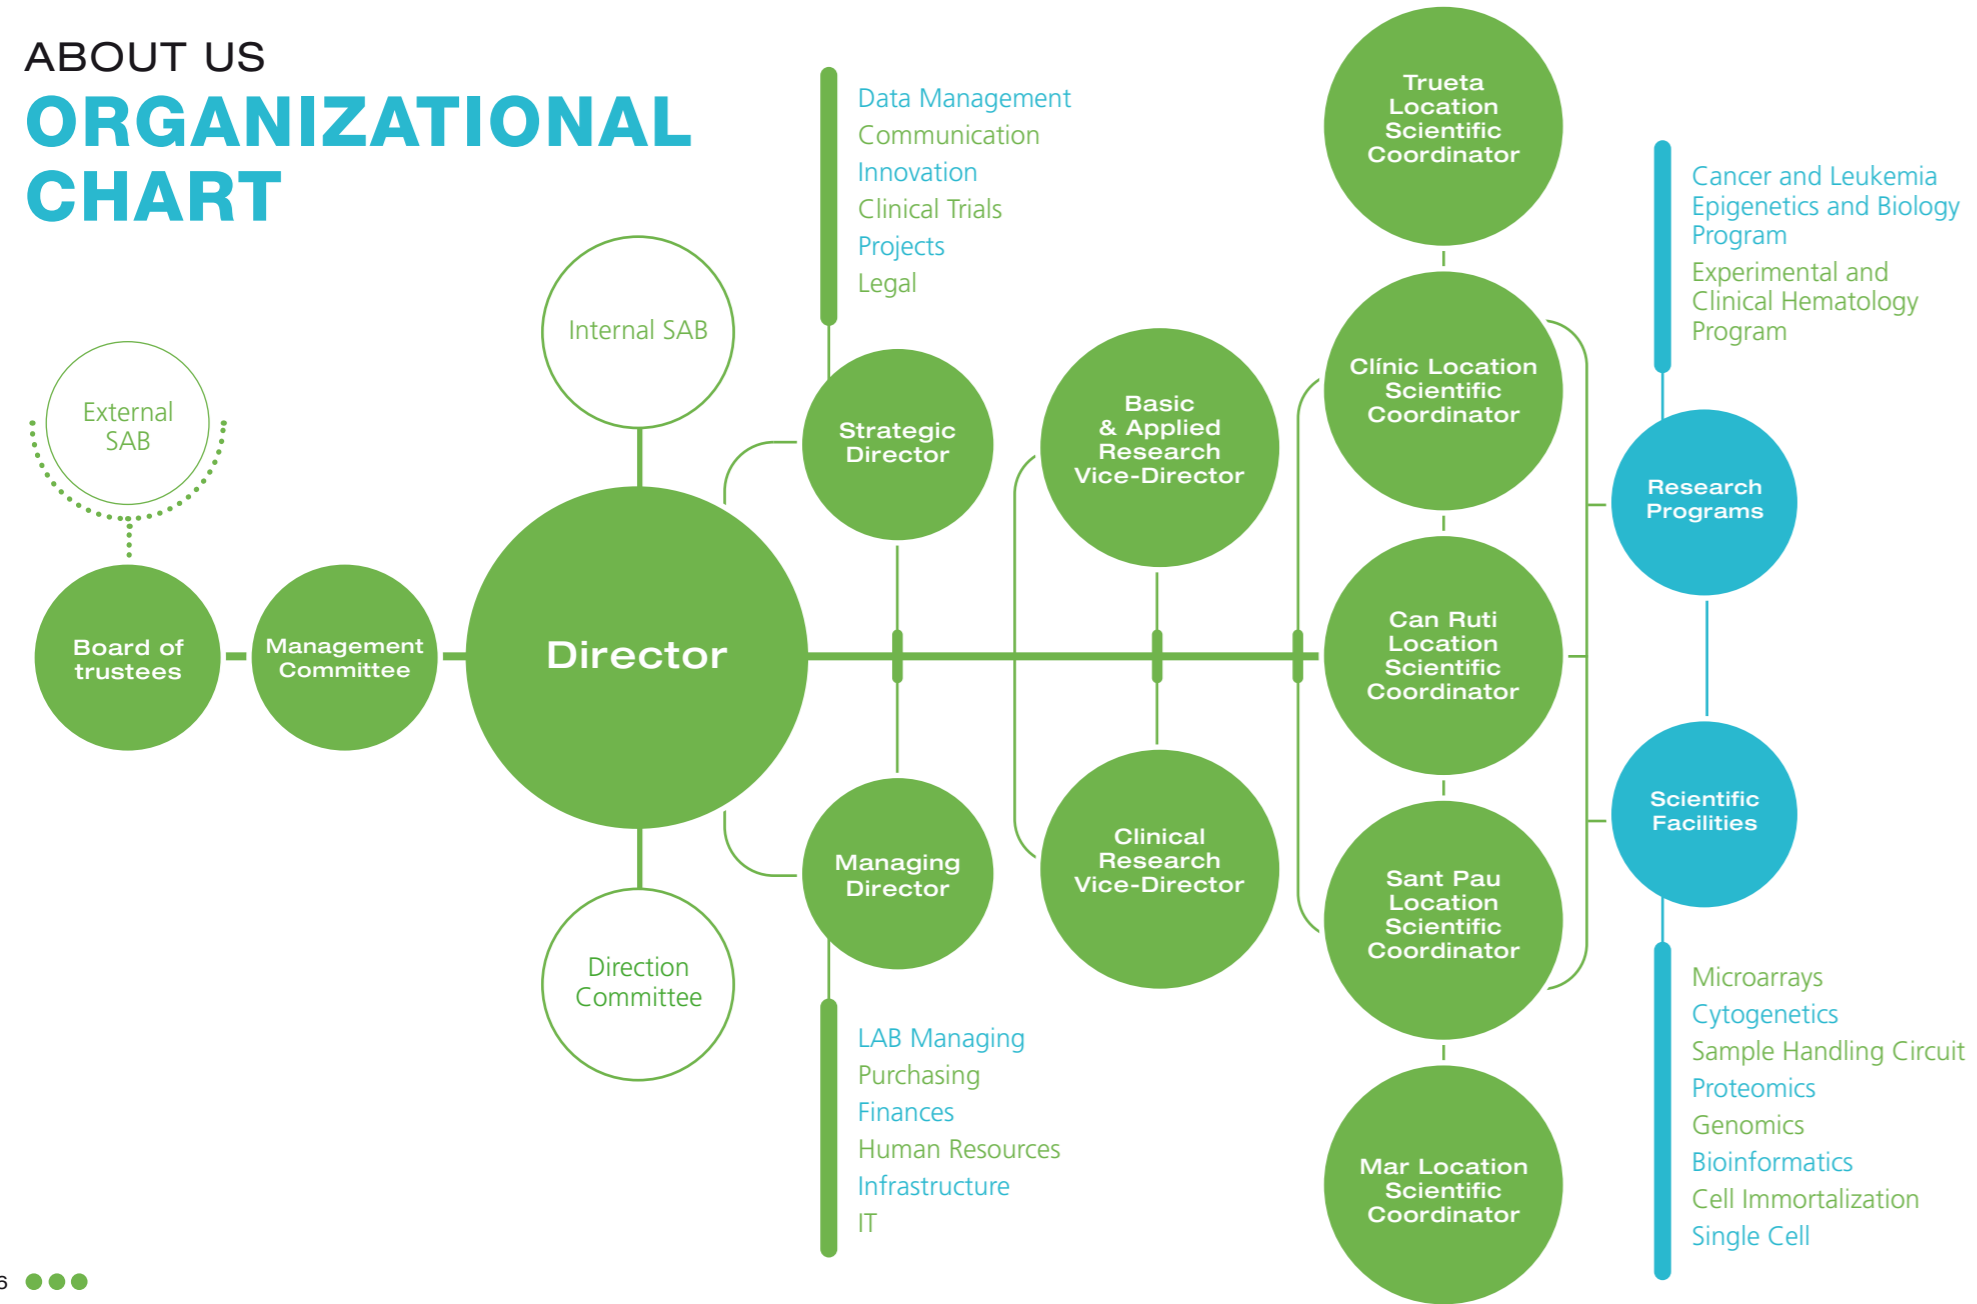 ABOUT US
ORGANIZATIONAL
CHART
External
SAB
Board of
trustees
Management
Committee
Internal SAB
Director
Direction
Committee
Data Management
Communication
Innovation
Clinical Trials
Projects
Legal
Strategic
Director
Managing
Director
LAB Managing
Purchasing
Finances
Human Resources
Infrastructure
IT
Basic
& Applied
Research
Vice-Director
Clinical
Research
Vice-Director
Trueta
Location
Scientific
Coordinator
Clínic Location
Scientific
Coordinator
Can Ruti
Location
Scientific
Coordinator
Sant Pau
Location
Scientific
Coordinator
Mar Location
Scientific
Coordinator
Cancer and Leukemia
Epigenetics and Biology
Program
Experimental and
Clinical Hematology
Program
Research
Programs
Scientific
Facilities
Microarrays
Cytogenetics
Sample Handling Circuit
Proteomics
Genomics
Bioinformatics
Cell Immortalization
Single Cell
6